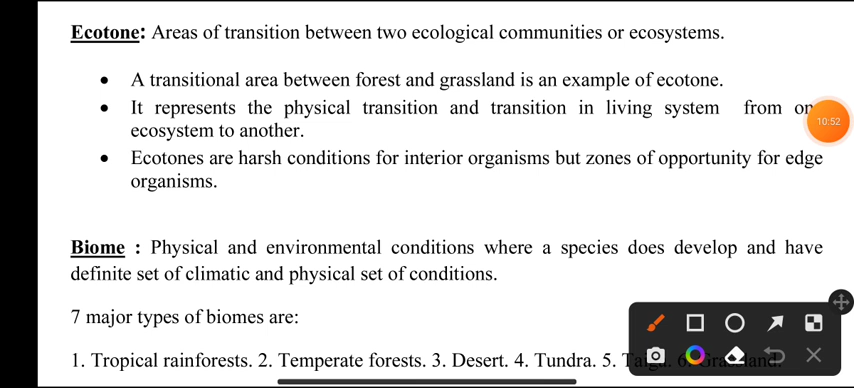 Ecotone: Areas of transition between two ecological communities or ecosystems.
• A transitional area between forest and grassland is an example of ecotone.
• It represents the physical transition and transition in living system from
ecosystem to another.
• Ecotones are harsh conditions for interior organisms but zones of opportunity for edge
organisms.
Biome : Physical and environmental conditions where a species does develop and have
definite set of climatic and physical set of conditions.
7 major types of biomes are:
1. Tropical rainforests. 2. Temperate forests. 3. Desert. 4. Tundra. 5. Taiga. 6. Grassland.
10:52